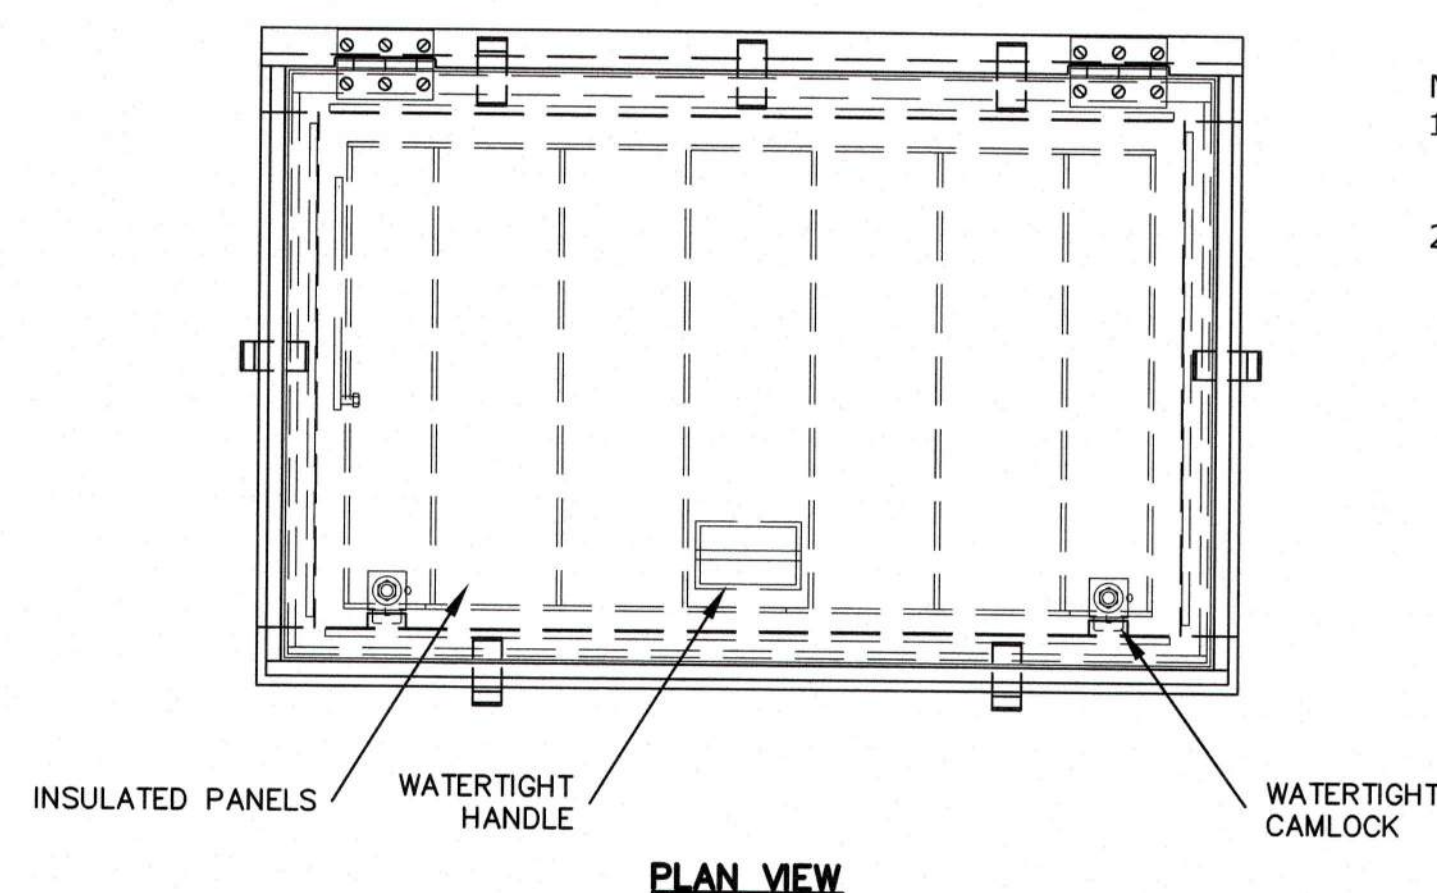 INSULATED PANELS
WATERTIGHT
HANDLE
WATERTIGHT
CAMLOCK
PLAN VIEW